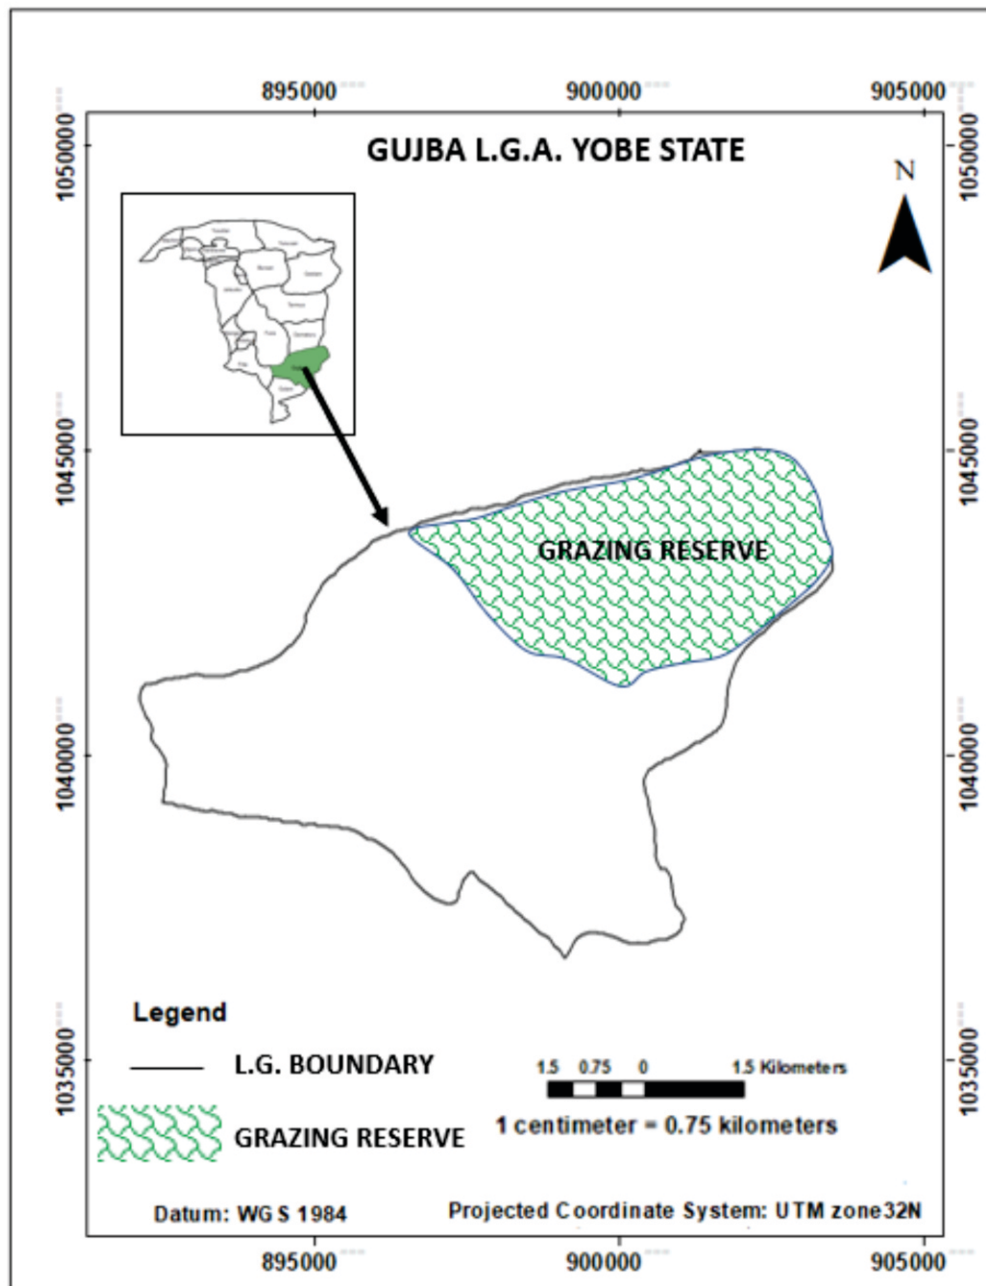 895000 900000 905000
1050000 1050000
GUJBA L.G.A. YOBE STATE
N
1045000 1045000
GRAZING RESERVE
1040000 1040000
Legend
L.G. BOUNDARY
GRAZING RESERVE
1.5 0.75 0 1.5 Kilometers
1 centimeter = 0.75 kilometers
1035000 1035000
Datum: WGS 1984
Projected Coordinate System: UTM zone32N
895000 900000 905000